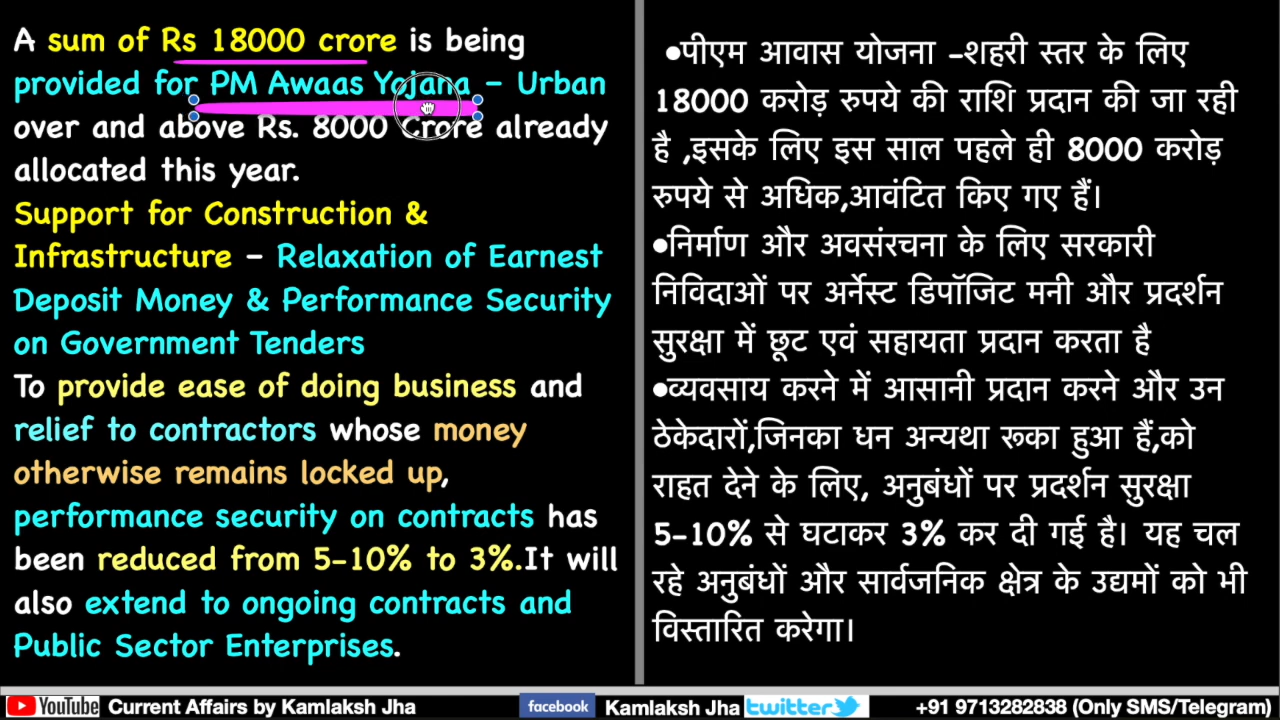 A sum of Rs 18000 crore is being
provided for PM Awaas Yojana – Urban
over and above Rs. 8000 Crore already
allocated this year.
Support for Construction &
Infrastructure – Relaxation of Earnest
Deposit Money & Performance Security
on Government Tenders
To provide ease of doing business and
relief to contractors whose money
otherwise remains locked up,
performance security on contracts has
been reduced from 5-10% to 3%.It will
also extend to ongoing contracts and
Public Sector Enterprises.
•पीएम आवास योजना -शहरी स्तर के लिए
18000 करोड़ रुपये की राशि प्रदान की जा रही
है ,इसके लिए इस साल पहले ही 8000 करोड़
रुपये से अधिक,आवंटित किए गए हैं।
•निर्माण और अवसंरचना के लिए सरकारी
निविदाओं पर अर्नेस्ट डिपॉजिट मनी और प्रदर्शन
सुरक्षा में छूट एवं सहायता प्रदान करता है
•व्यवसाय करने में आसानी प्रदान करने और उन
ठेकेदारों,जिनका धन अन्यथा रूका हुआ हैं,को
राहत देने के लिए, अनुबंधों पर प्रदर्शन सुरक्षा
5-10% से घटाकर 3% कर दी गई है। यह चल
रहे अनुबंधों और सार्वजनिक क्षेत्र के उद्यमों को भी
विस्तारित करेगा।
YouTube Current Affairs by Kamlaksh Jha facebook Kamlaksh Jha twitter +91 9713282838 (Only SMS/Telegram)